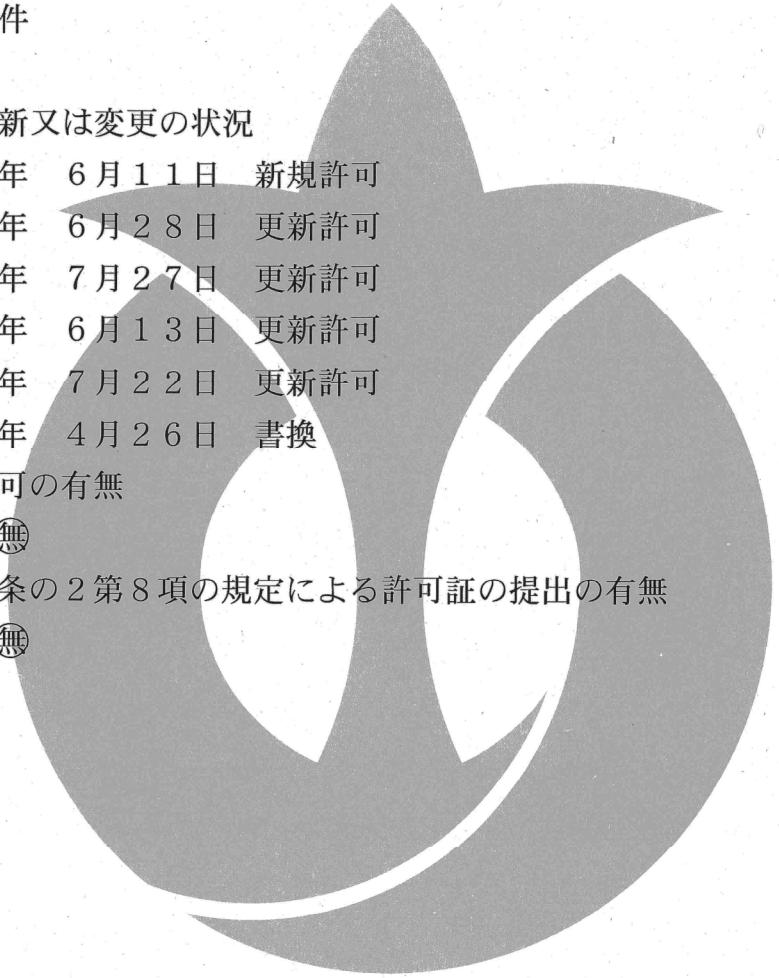 件
新又は変更の状況
年　６月１１日　新規許可
年　６月２８日　更新許可
年　７月２７日　更新許可
年　６月１３日　更新許可
年　７月２２日　更新許可
年　４月２６日　書換
可の有無
㊁無
条の２第８項の規定による許可証の提出の有無
無